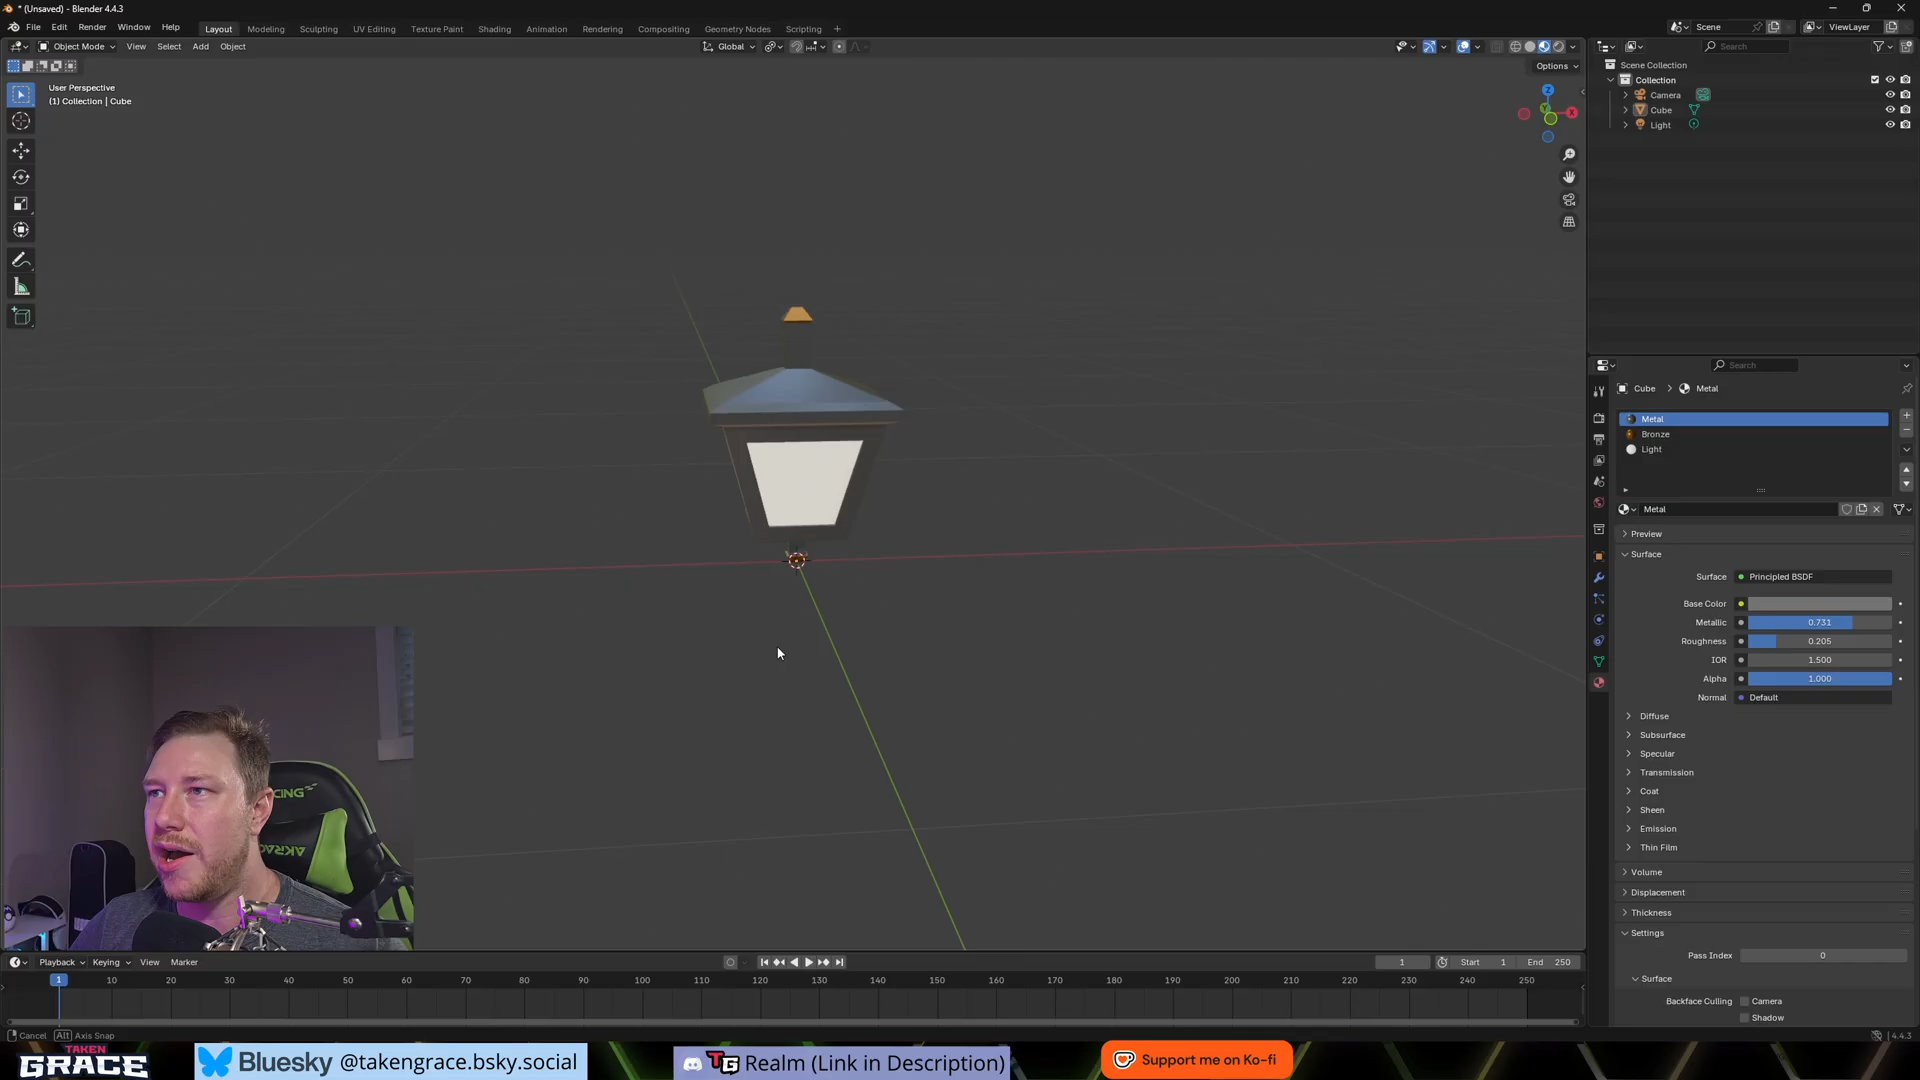 * (Unsaved) - Blender 4.4.3
File Edit Render Window Help
Layout Modeling Sculpting UV Editing Texture Paint Shading Animation Rendering Compositing Geometry Nodes Scripting +
Scene
ViewLayer
Object Mode View Select Add Object
Global
Search
Options
User Perspective
(1) Collection | Cube
Z
X
Y
Scene Collection
Collection
Camera
Cube
Light
Search
Cube > Metal
Metal
Bronze
Light
Metal
Preview
Surface
Surface Principled BSDF
Base Color
Metallic 0.731
Roughness 0.205
IOR 1.500
Alpha 1.000
Normal Default
Diffuse
Subsurface
Specular
Transmission
Coat
Sheen
Emission
Thin Film
Volume
Displacement
Thickness
Settings
Pass Index 0
Surface
Backface Culling Camera
Shadow
CING
AKRACING
Playback Keying View Marker
1 Start 1 End 250
1 10 20 30 40 50 60 70 80 90 100 110 120 130 140 150 160 170 180 190 200 210 220 230 240 250
Cancel Alt Axis Snap
4.4.3
TAKEN
GRACE
Bluesky @takengrace.bsky.social
TG Realm (Link in Description)
Support me on Ko-fi